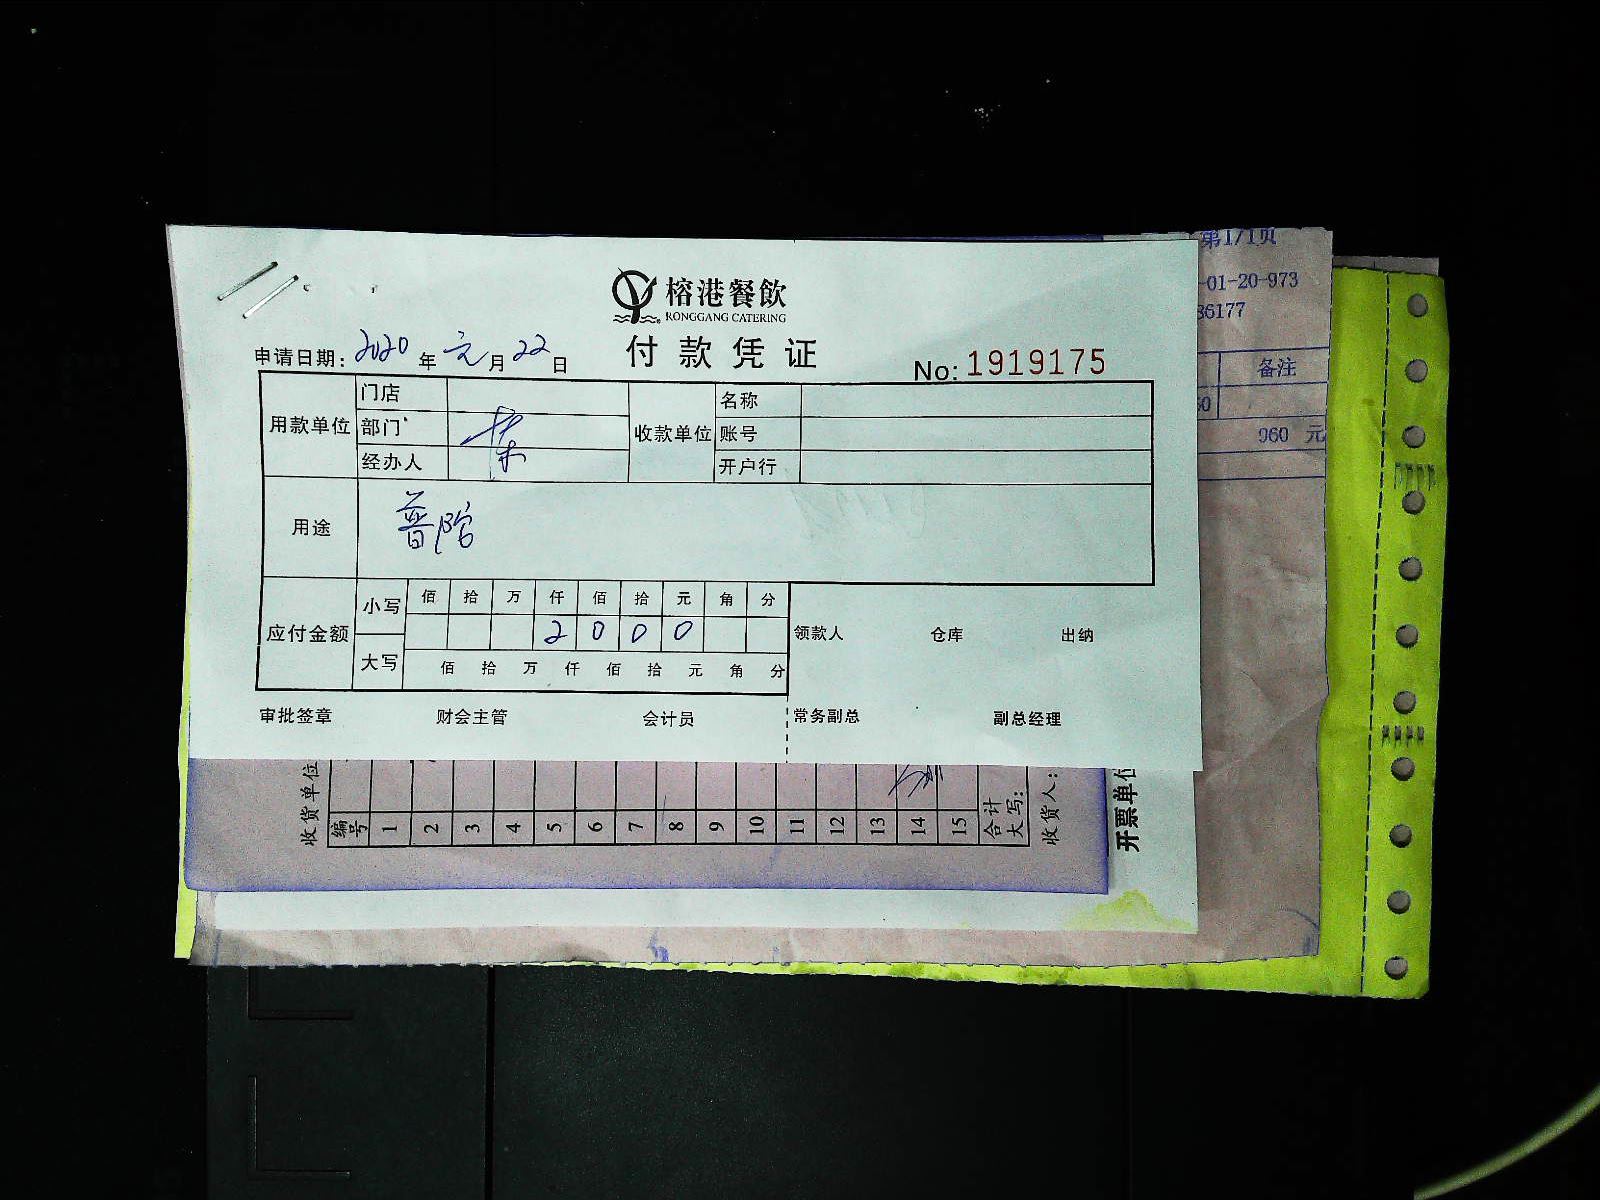 榕港餐飲
RONGGANG CATERING
付款凭证
申请日期: 2020 年 元 月 22 日
No: 1919175
用款单位 门店
部门
经办人
收款单位 名称
账号
开户行
用途 普陀
应付金额 小写 佰 拾 万 仟 佰 拾 元 角 分
2 0 0 0
大写 佰 拾 万 仟 佰 拾 元 角 分
领款人 仓库 出纳
审批签章 财会主管 会计员 常务副总 副总经理
第1/1页
-01-20-973
36177
备注
960 元
收货单位
编号 1 2 3 4 5 6 7 8 9 10 11 12 13 14 15
合计
大写:
收货人:
开票单位